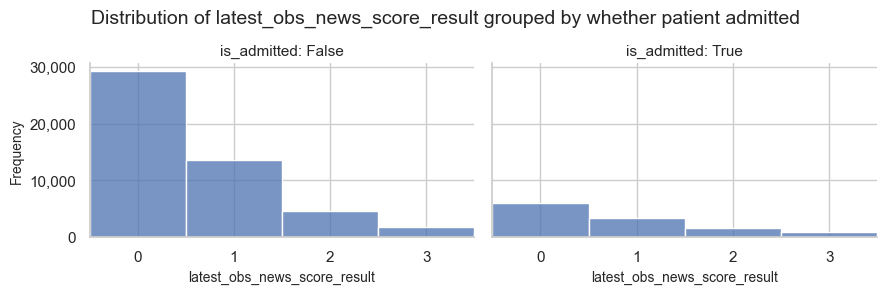 Distribution of latest_obs_news_score_result grouped by whether patient admitted
is_admitted: False
is_admitted: True
30,000
20,000
10,000
0
Frequency
0 1 2 3
0 1 2 3
latest_obs_news_score_result
latest_obs_news_score_result